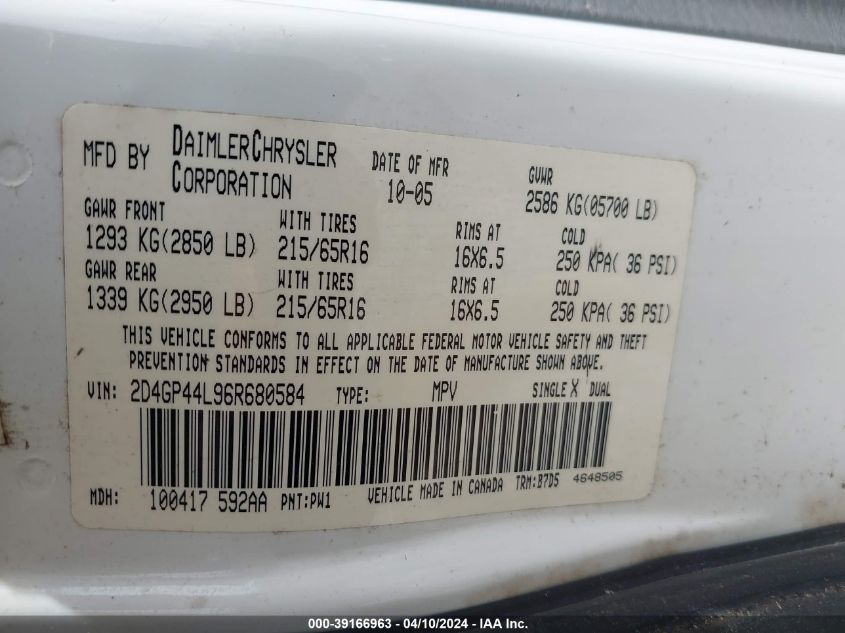 MFD BY DAIMLERCHRYSLER CORPORATION
DATE OF MFR 10-05
GVWR 2586 KG(05700 LB)
GAWR FRONT WITH TIRES RIMS AT COLD
1293 KG(2850 LB) 215/65R16 16X6.5 250 KPA( 36 PSI)
GAWR REAR WITH TIRES RIMS AT COLD
1339 KG(2950 LB) 215/65R16 16X6.5 250 KPA( 36 PSI)
THIS VEHICLE CONFORMS TO ALL APPLICABLE FEDERAL MOTOR VEHICLE SAFETY AND THEFT
PREVENTION STANDARDS IN EFFECT ON THE DATE OF MANUFACTURE SHOWN ABOVE.
VIN: 2D4GP44L96R680584 TYPE: MPV SINGLE X DUAL
MDH: 100417 592AA PNT:PW1 VEHICLE MADE IN CANADA TRM:B7D5 4648505
000-39166963 - 04/10/2024 - IAA Inc.